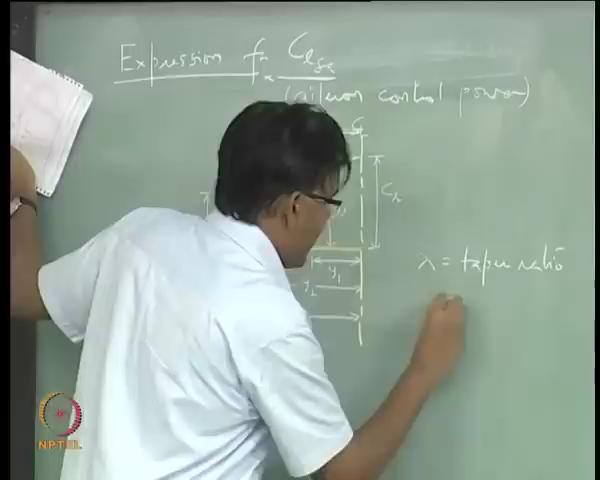 Expression for Clδa
(aileron control power)
Cr
y1
y2
λ = taper ratio
NPTEL